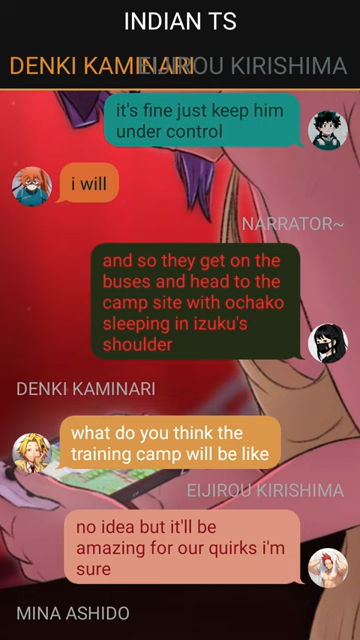 INDIAN TS
DENKI KAMINARI EIJIROU KIRISHIMA
it's fine just keep him
under control
i will
NARRATOR~
and so they get on the
buses and head to the
camp site with ochako
sleeping in izuku's
shoulder
DENKI KAMINARI
what do you think the
training camp will be like
EIJIROU KIRISHIMA
no idea but it'll be
amazing for our quirks i'm
sure
MINA ASHIDO